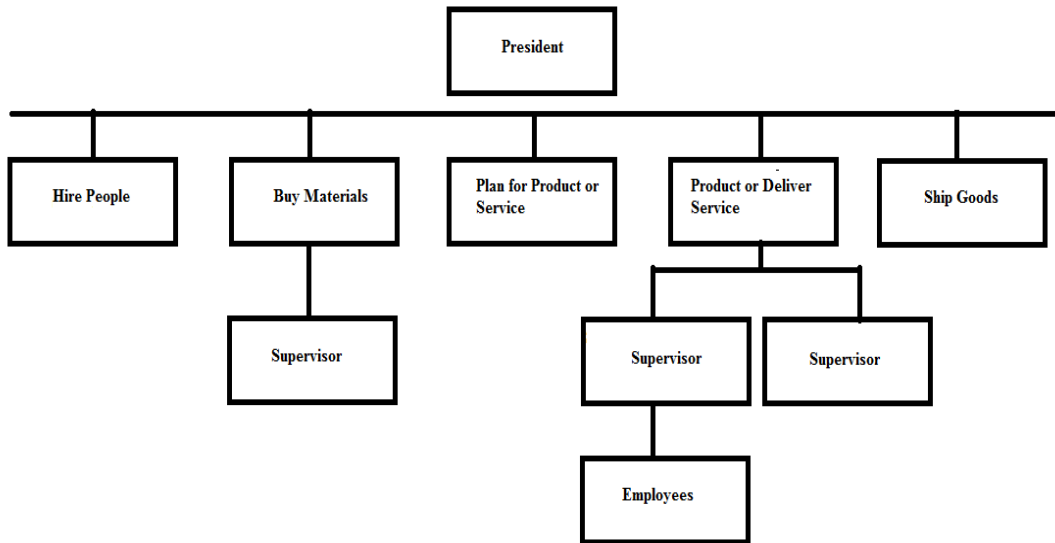 President
Hire People
Buy Materials
Plan for Product or
Service
Product or Deliver
Service
Ship Goods
Supervisor
Supervisor
Supervisor
Employees